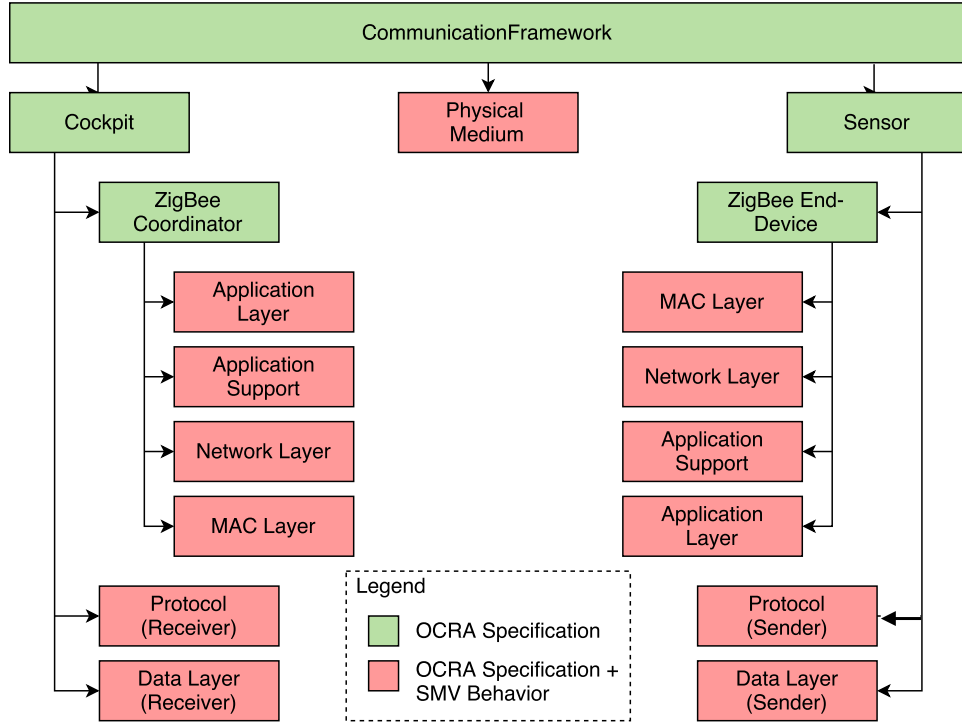 CommunicationFramework
Cockpit
Physical
Medium
Sensor
ZigBee
Coordinator
ZigBee End-
Device
Application
Layer
MAC Layer
Application
Support
Network Layer
Network Layer
Application
Support
MAC Layer
Application
Layer
Legend
OCRA Specification
OCRA Specification +
SMV Behavior
Protocol
(Receiver)
Protocol
(Sender)
Data Layer
(Receiver)
Data Layer
(Sender)